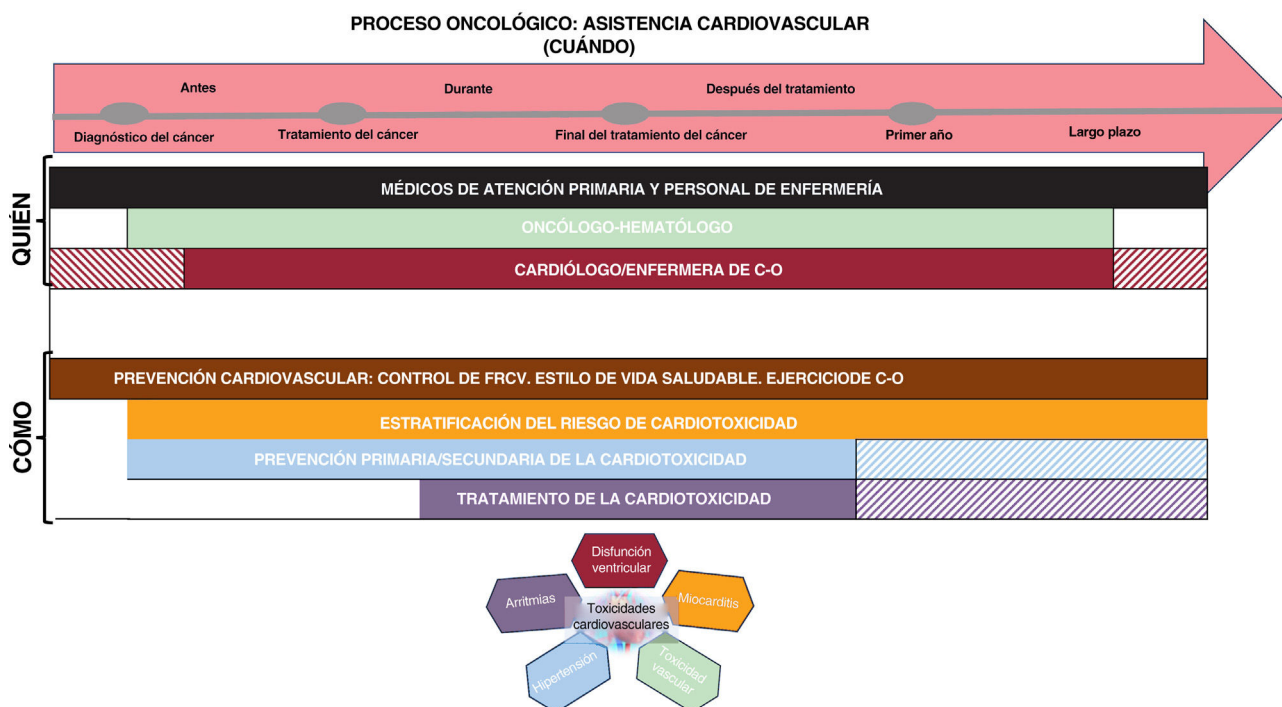 PROCESO ONCOLÓGICO: ASISTENCIA CARDIOVASCULAR
(CUÁNDO)
Antes
Durante
Después del tratamiento
Diagnóstico del cáncer
Tratamiento del cáncer
Final del tratamiento del cáncer
Primer año
Largo plazo
QUIÉN
MÉDICOS DE ATENCIÓN PRIMARIA Y PERSONAL DE ENFERMERÍA
ONCÓLOGO-HEMATÓLOGO
CARDIÓLOGO/ENFERMERA DE C-O
CÓMO
PREVENCIÓN CARDIOVASCULAR: CONTROL DE FRCV. ESTILO DE VIDA SALUDABLE. EJERCICIODE C-O
ESTRATIFICACIÓN DEL RIESGO DE CARDIOTOXICIDAD
PREVENCIÓN PRIMARIA/SECUNDARIA DE LA CARDIOTOXICIDAD
TRATAMIENTO DE LA CARDIOTOXICIDAD
Disfunción
ventricular
Arritmias
Miocarditis
Toxicidades
cardiovasculares
Hipertensión
Toxicidad
vascular